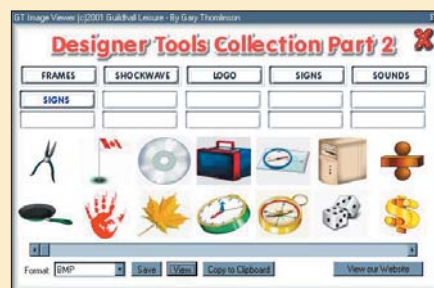 GT Image Viewer (c)2001 Guildhall Leisure - By Gary Thomlinson
Designer Tools Collection Part 2
FRAMES SHOCKWAVE LOGO SIGNS SOUNDS
SIGNS
Format: BMP Save View Copy to Clipboard View our Website